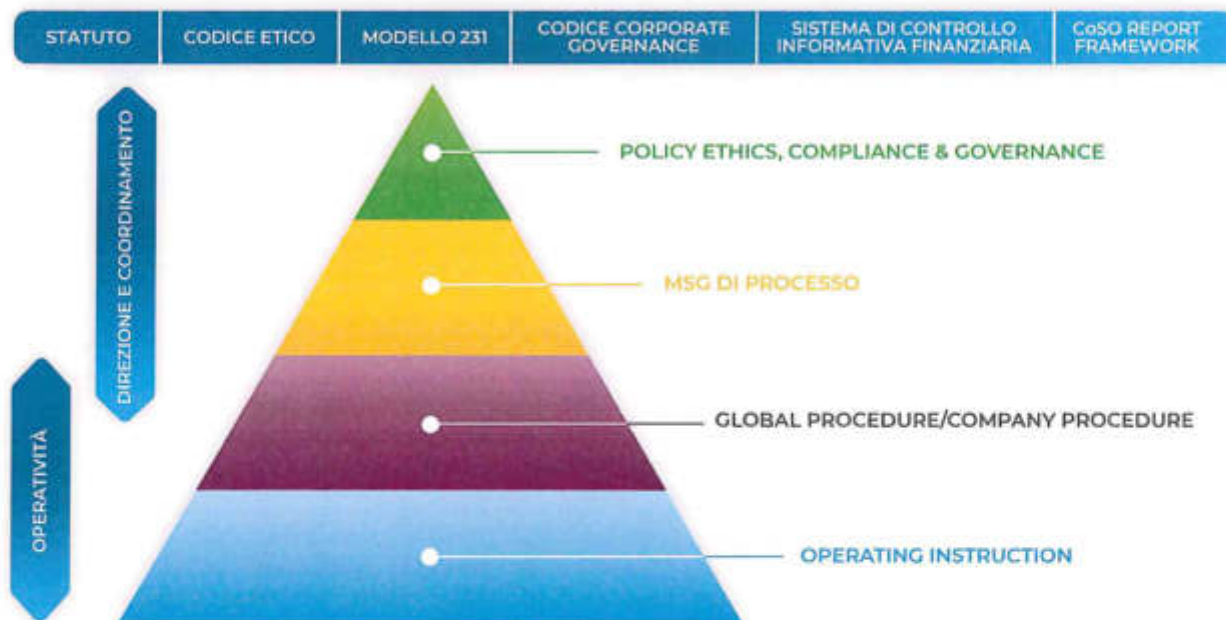 STATUTO
CODICE ETICO
MODELLO 231
CODICE CORPORATE
GOVERNANCE
SISTEMA DI CONTROLLO
INFORMATIVA FINANZIARIA
CoSO REPORT
FRAMEWORK
DIREZIONE E COORDINAMENTO
OPERATIVITÀ
POLICY ETHICS, COMPLIANCE & GOVERNANCE
MSG DI PROCESSO
GLOBAL PROCEDURE/COMPANY PROCEDURE
OPERATING INSTRUCTION